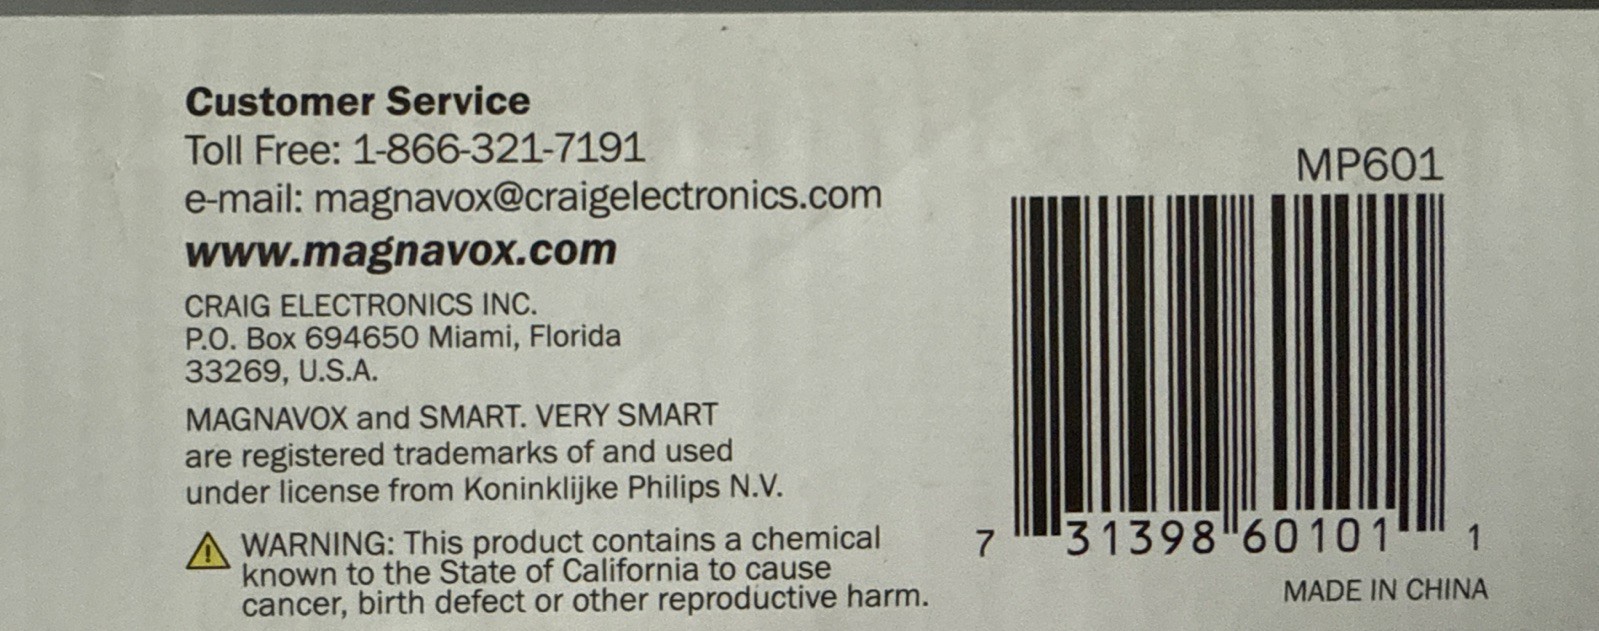 Customer Service
Toll Free: 1-866-321-7191
e-mail: magnavox@craigelectronics.com
www.magnavox.com
CRAIG ELECTRONICS INC.
P.O. Box 694650 Miami, Florida
33269, U.S.A.
MAGNAVOX and SMART. VERY SMART
are registered trademarks of and used
under license from Koninklijke Philips N.V.
WARNING: This product contains a chemical
known to the State of California to cause
cancer, birth defect or other reproductive harm.
MP601
7 31398 60101 1
MADE IN CHINA